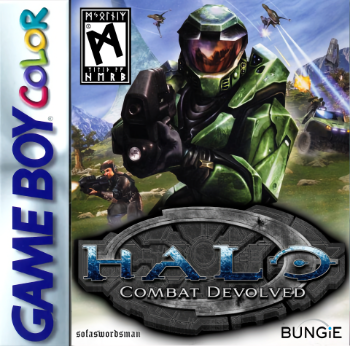 GAME BOY COLOR
HALO
COMBAT DEVOLVED
sofaswordsman
BUNGiE